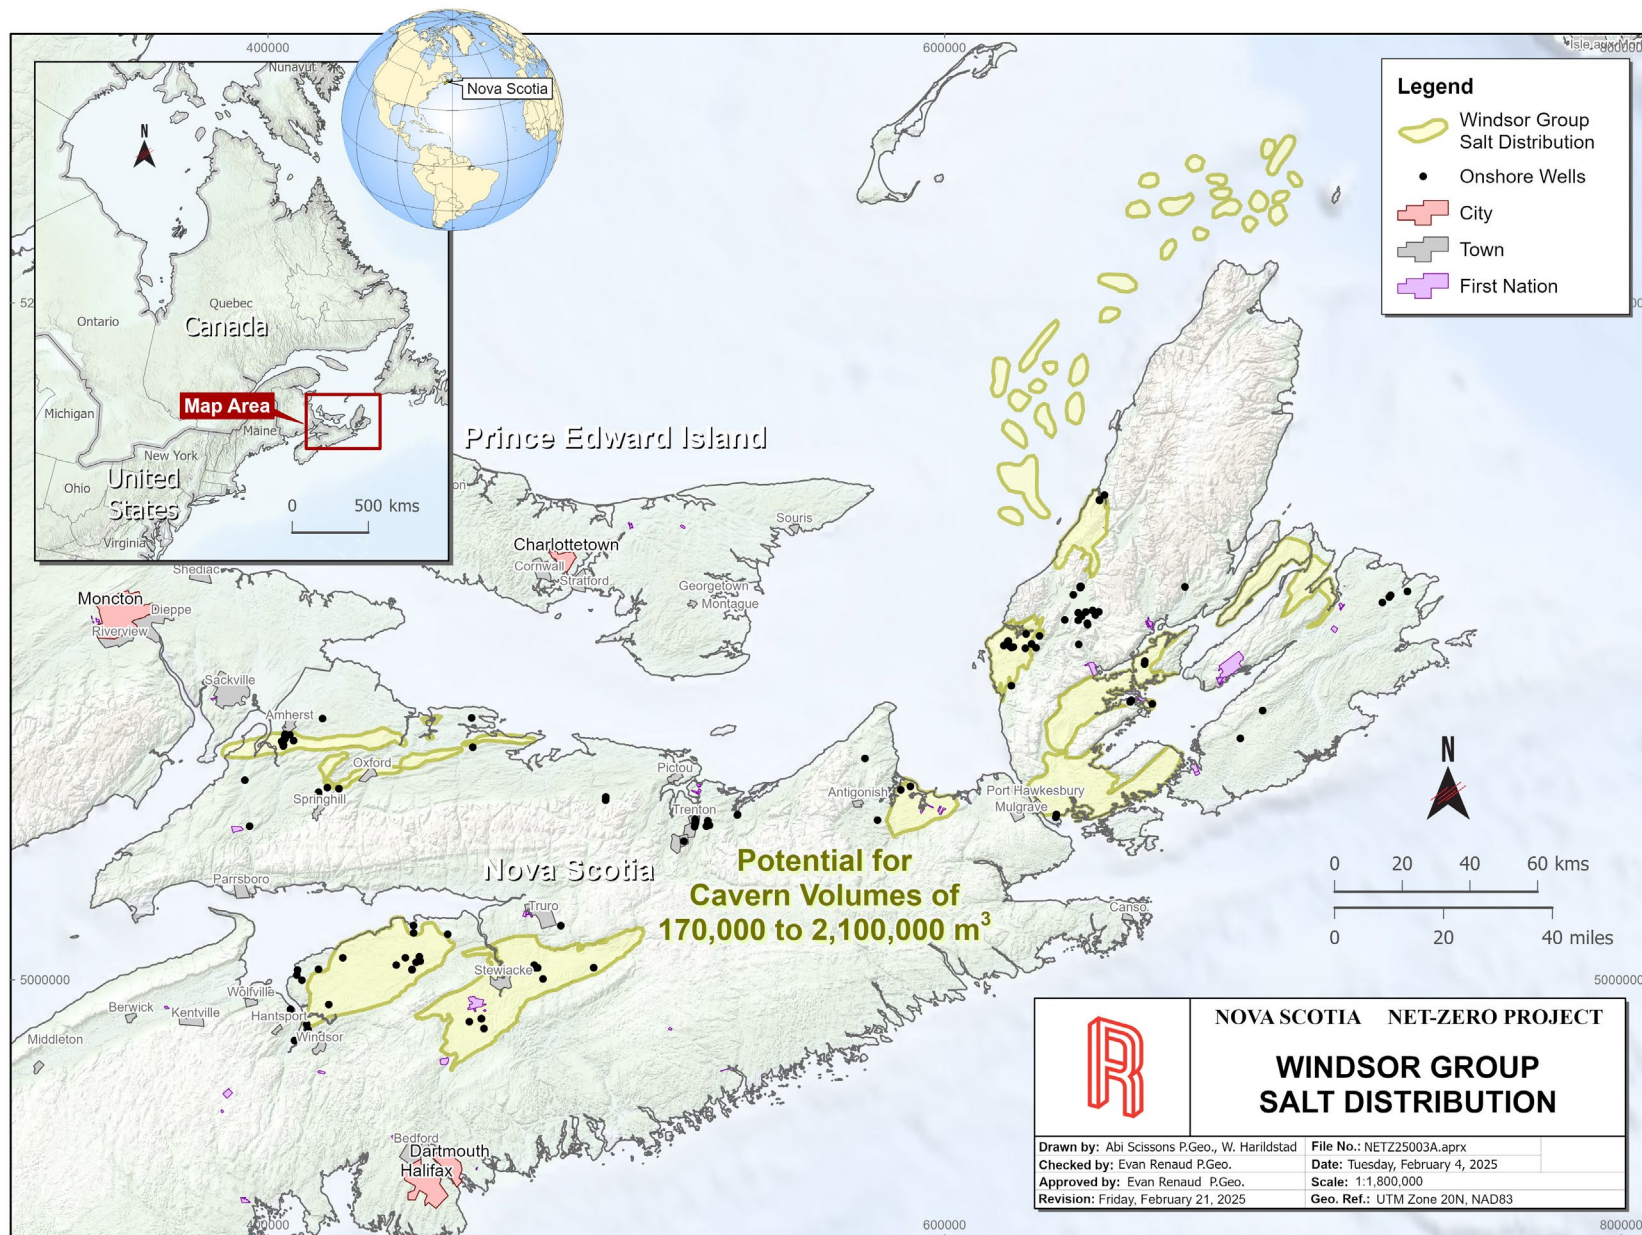 400000
600000
800000
Isle aux Mor
Nunavut
N
Nova Scotia
Quebec
Ontario
Canada
Map Area
Michigan
Maine
New York
Ohio
United
States
Virginia
0 500 kms
Legend
Windsor Group
Salt Distribution
Onshore Wells
City
Town
First Nation
52
Prince Edward Island
on
Souris
Charlottetown
Cornwall
Stratford
Georgetown
Montague
Shediac
Moncton
Dieppe
Riverview
Sackville
Amherst
Oxford
Springhill
Pictou
Trenton
Antigonish
Port Hawkesbury
Mulgrave
N
Parrsboro
Nova Scotia
Truro
Canso
Potential for
Cavern Volumes of
170,000 to 2,100,000 m3
0 20 40 60 kms
0 20 40 miles
5000000
5000000
Stewiacke
Wolfville
Berwick
Kentville
Hantsport
Windsor
Middleton
Bedford
Dartmouth
Halifax
400000
600000
800000
R
NOVA SCOTIA NET-ZERO PROJECT
WINDSOR GROUP
SALT DISTRIBUTION
Drawn by: Abi Scissons P.Geo., W. Harildstad
File No.: NETZ25003A.aprx
Checked by: Evan Renaud P.Geo.
Date: Tuesday, February 4, 2025
Approved by: Evan Renaud P.Geo.
Scale: 1:1,800,000
Revision: Friday, February 21, 2025
Geo. Ref.: UTM Zone 20N, NAD83